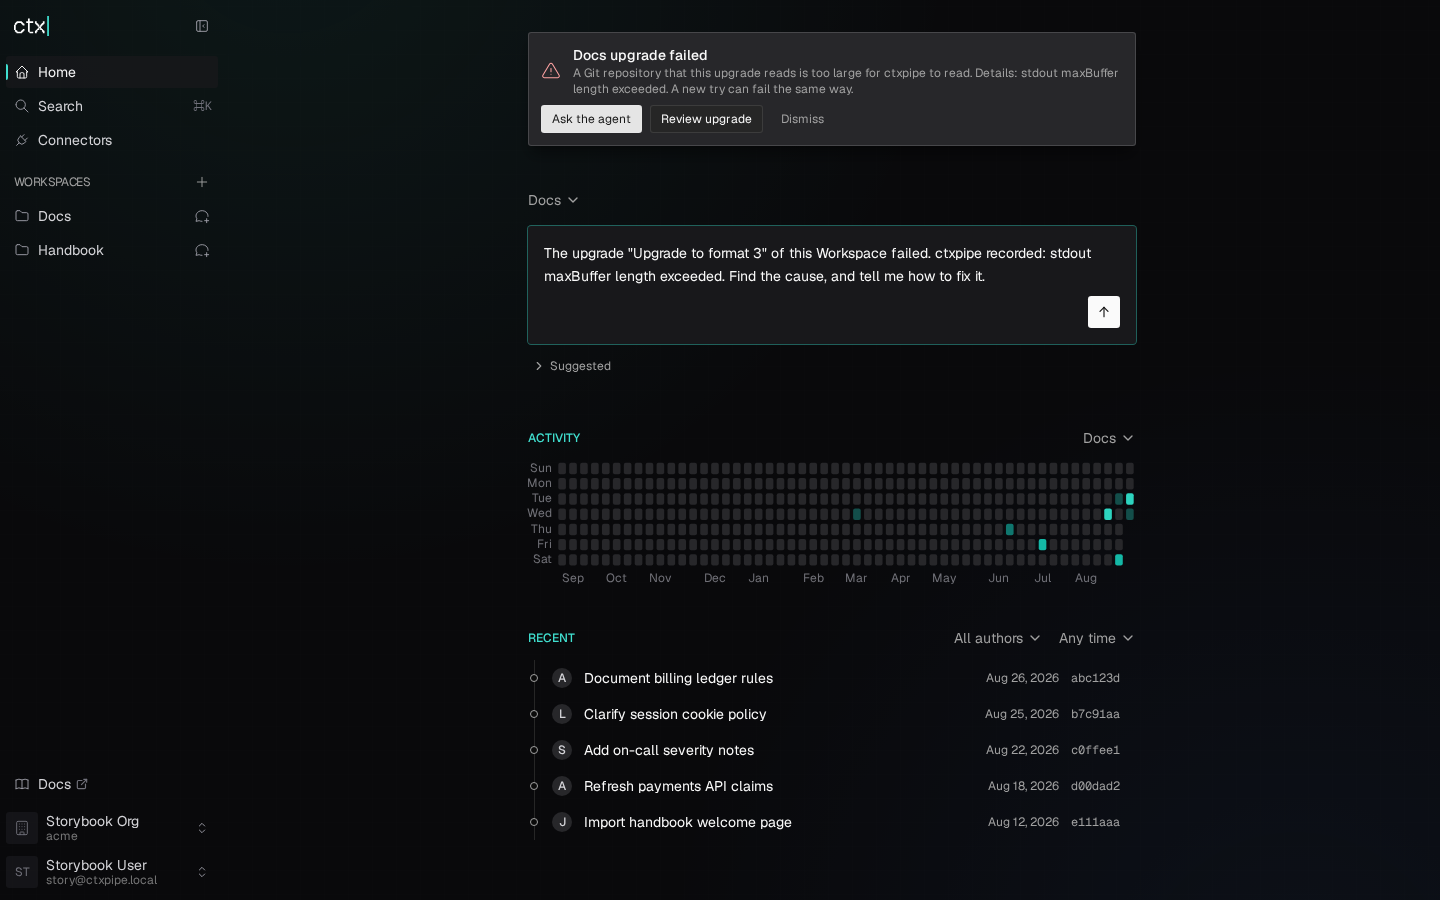 ctx
Home
Search ⌘K
Connectors
WORKSPACES
Docs
Handbook
Docs
Storybook Org
acme
ST
Storybook User
story@ctxpipe.local
Docs upgrade failed
A Git repository that this upgrade reads is too large for ctxpipe to read. Details: stdout maxBuffer
length exceeded. A new try can fail the same way.
Ask the agent Review upgrade Dismiss
Docs
The upgrade "Upgrade to format 3" of this Workspace failed. ctxpipe recorded: stdout
maxBuffer length exceeded. Find the cause, and tell me how to fix it.
Suggested
ACTIVITY Docs
Sun
Mon
Tue
Wed
Thu
Fri
Sat
Sep Oct Nov Dec Jan Feb Mar Apr May Jun Jul Aug
RECENT All authors Any time
A Document billing ledger rules Aug 26, 2026 abc123d
L Clarify session cookie policy Aug 25, 2026 b7c91aa
S Add on-call severity notes Aug 22, 2026 c0ffee1
A Refresh payments API claims Aug 18, 2026 d00dad2
J Import handbook welcome page Aug 12, 2026 e111aaa